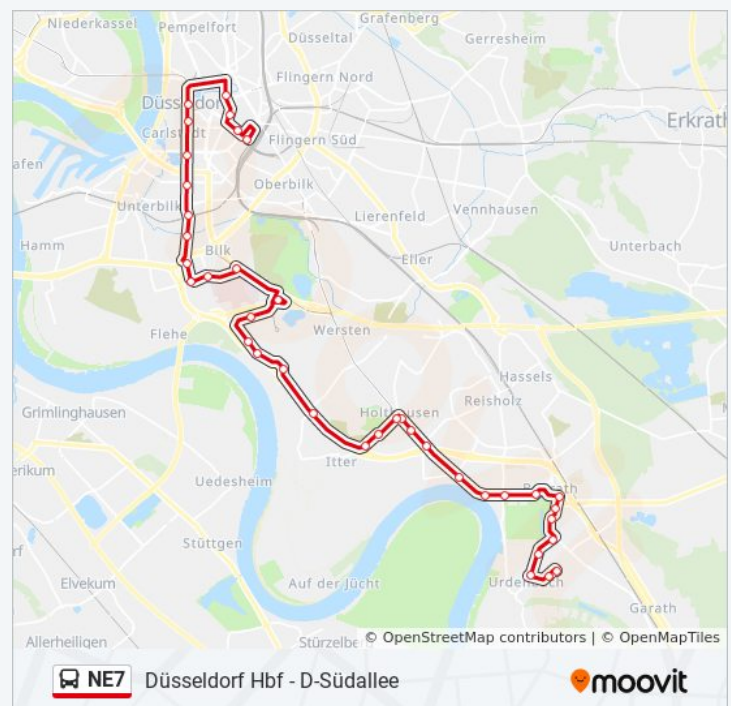 Niederkassel
Pempelfort
Grafenberg
Düsseltal
Gerresheim
Flingern Nord
Düsseldorf
Erkrath
Carlstadt
Flingern Süd
afen
Oberbilk
Unterbilk
Lierenfeld
Vennhausen
Hamm
Bilk
Eller
Unterbach
Flehe
Wersten
Hassels
Grimlinghausen
Holthausen
Reisholz
erikum
Itter
Uedesheim
Benrath
Stüttgen
Elvekum
Auf der Jücht
Urdenbach
Garath
Allerheiligen
Stürzelbe
© OpenStreetMap contributors | © OpenMapTiles
NE7 Düsseldorf Hbf - D-Südallee
moovit